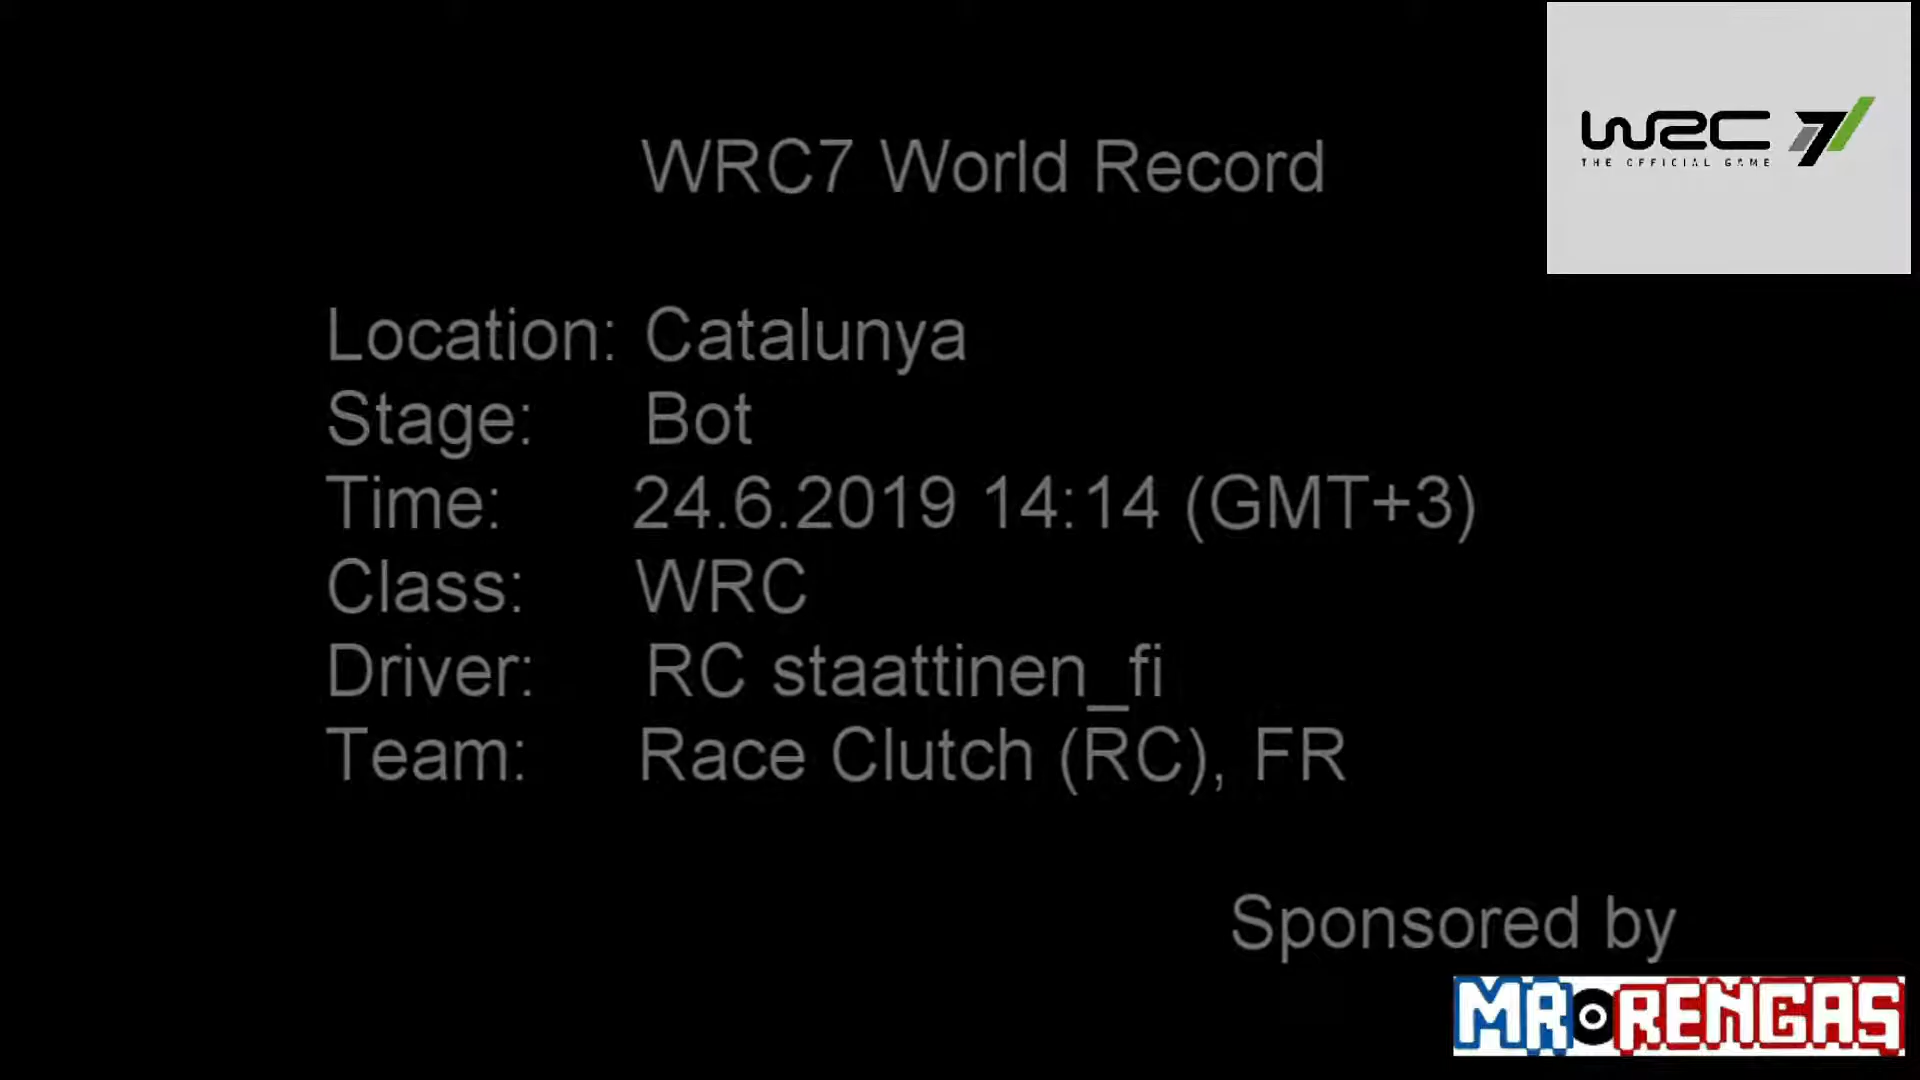 WRC 7
THE OFFICIAL GAME
WRC7 World Record
Location: Catalunya
Stage: Bot
Time: 24.6.2019 14:14 (GMT+3)
Class: WRC
Driver: RC staattinen_fi
Team: Race Clutch (RC), FR
Sponsored by
MR RENGAS